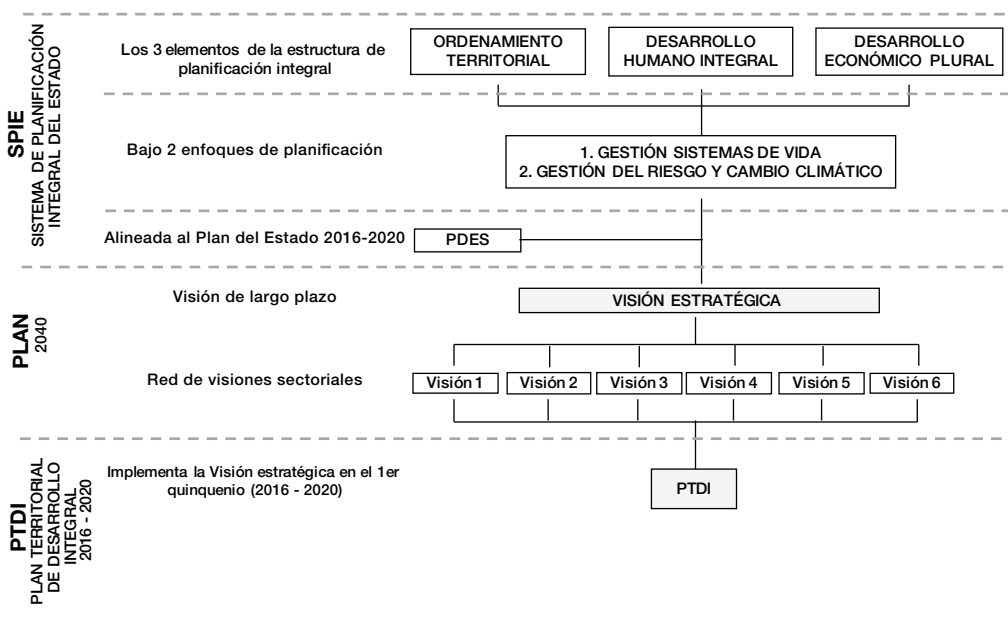 SPIE
SISTEMA DE PLANIFICACIÓN
INTEGRAL DEL ESTADO
Los 3 elementos de la estructura de
planificación integral
ORDENAMIENTO
TERRITORIAL
DESARROLLO
HUMANO INTEGRAL
DESARROLLO
ECONÓMICO PLURAL
Bajo 2 enfoques de planificación
1. GESTIÓN SISTEMAS DE VIDA
2. GESTIÓN DEL RIESGO Y CAMBIO CLIMÁTICO
Alineada al Plan del Estado 2016-2020
PDES
PLAN
2040
Visión de largo plazo
VISIÓN ESTRATÉGICA
Red de visiones sectoriales
Visión 1
Visión 2
Visión 3
Visión 4
Visión 5
Visión 6
PTDI
PLAN TERRITORIAL
DE DESARROLLO
INTEGRAL
2016 - 2020
Implementa la Visión estratégica en el 1er
quinquenio (2016 - 2020)
PTDI